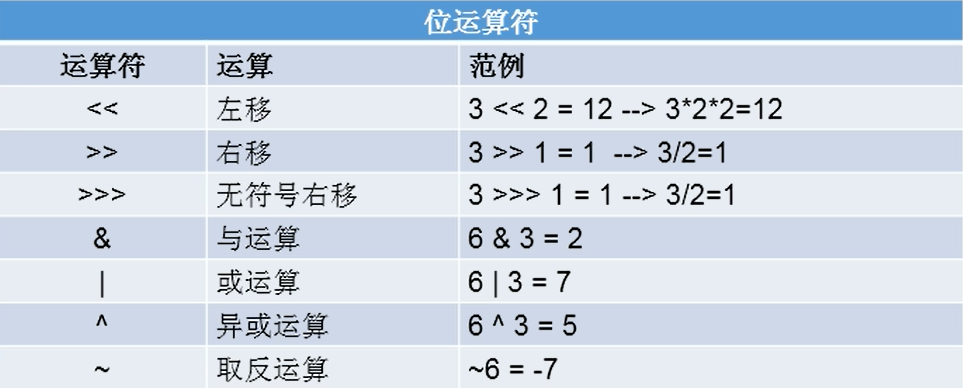 位运算符
运算符 运算 范例
<< 左移 3 << 2 = 12 --> 3*2*2=12
>> 右移 3 >> 1 = 1 --> 3/2=1
>>> 无符号右移 3 >>> 1 = 1 --> 3/2=1
& 与运算 6 & 3 = 2
| 或运算 6 | 3 = 7
^ 异或运算 6 ^ 3 = 5
~ 取反运算 ~6 = -7